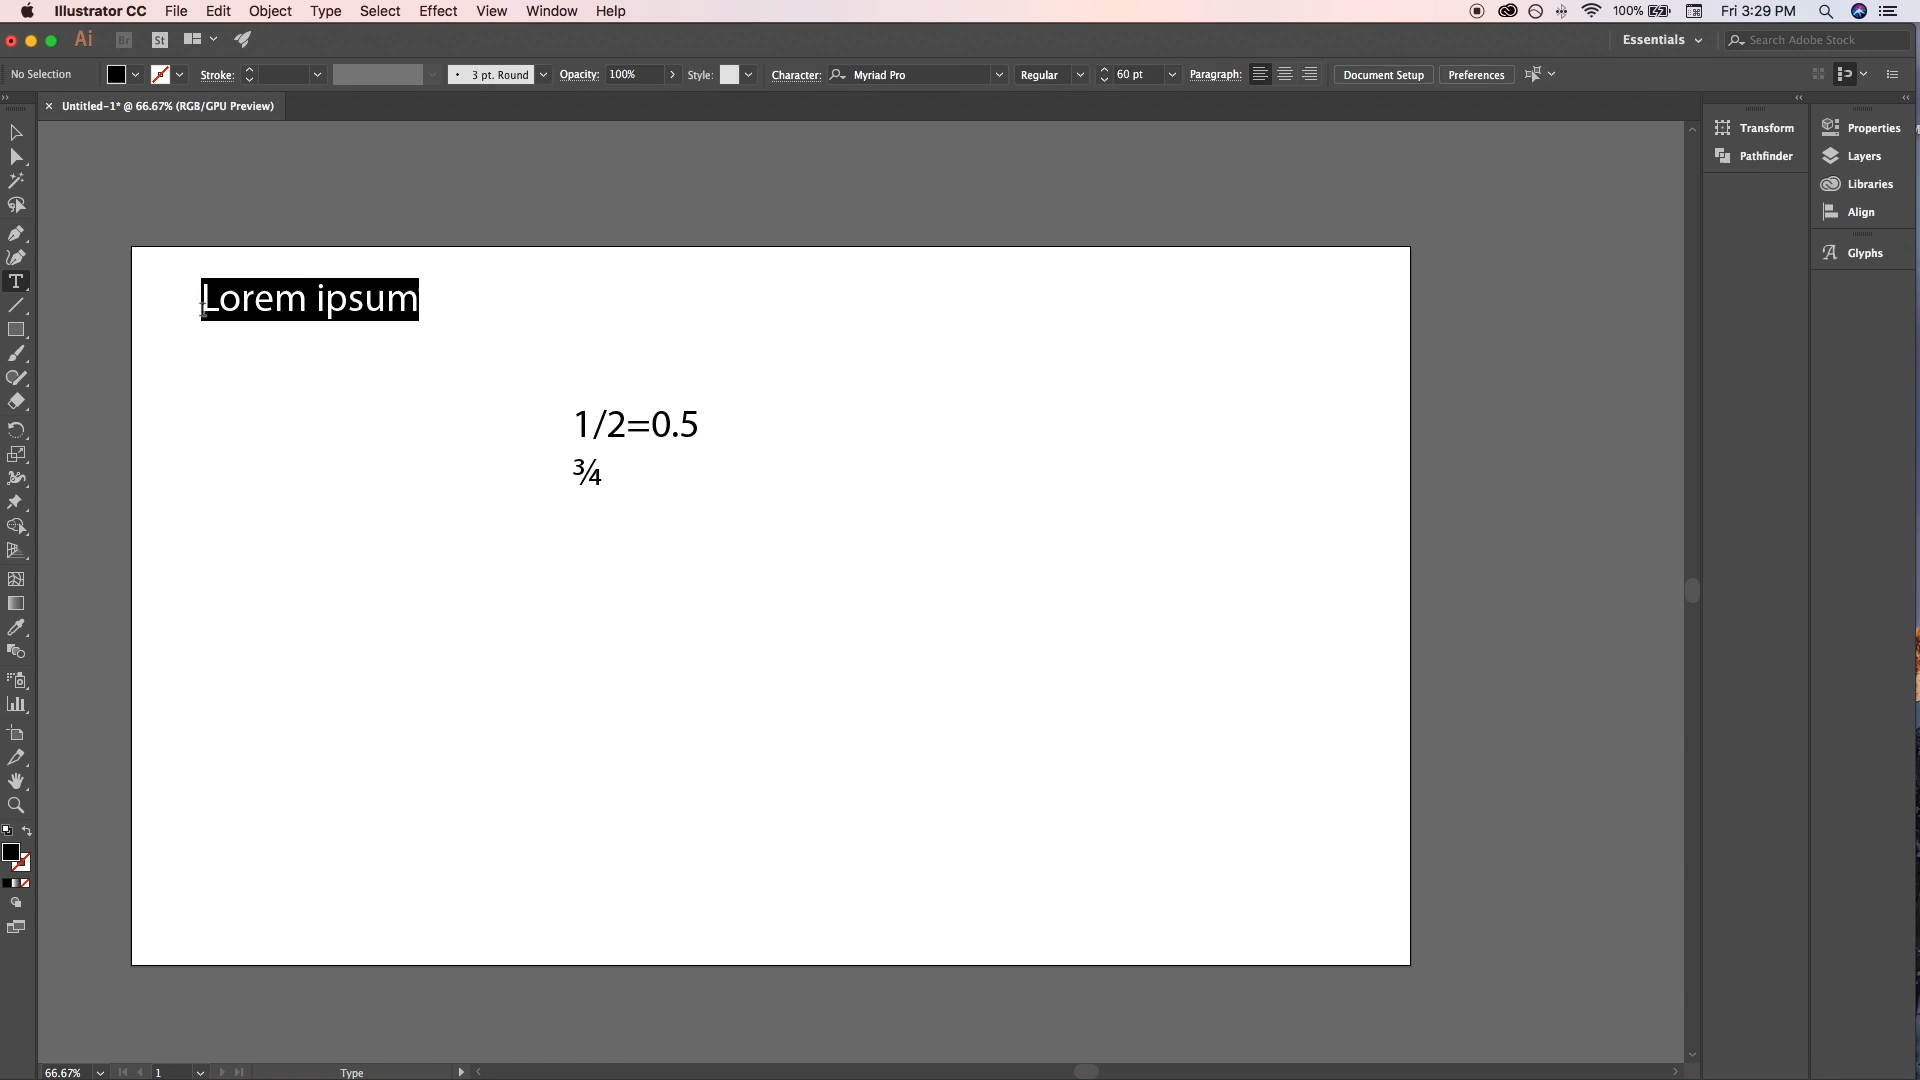 Illustrator CC File Edit Object Type Select Effect View Window Help 100% Fri 3:29 PM
Ai Br St Essentials Search Adobe Stock
No Selection Stroke: 3 pt. Round Opacity: 100% Style: Character: Myriad Pro Regular 60 pt Paragraph: Document Setup Preferences
Untitled-1* @ 66.67% (RGB/GPU Preview)
Transform
Pathfinder
Properties
Layers
Libraries
Align
Glyphs
Lorem ipsum
1/2=0.5
¾
66.67% 1 Type